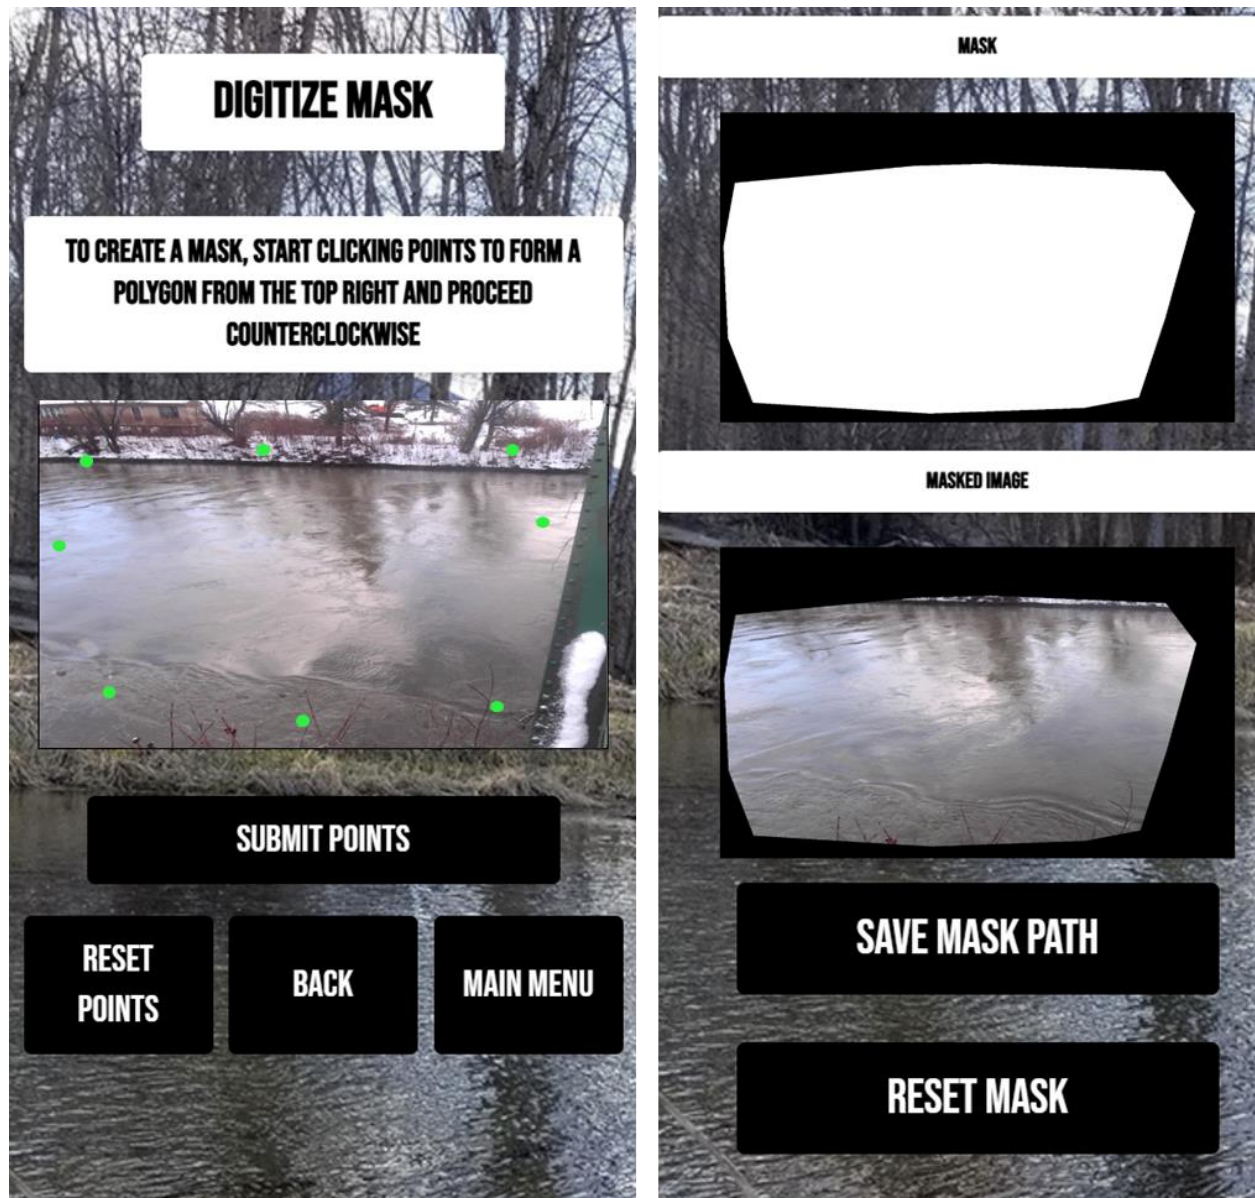 DIGITIZE MASK
TO CREATE A MASK, START CLICKING POINTS TO FORM A
POLYGON FROM THE TOP RIGHT AND PROCEED
COUNTERCLOCKWISE
SUBMIT POINTS
RESET
POINTS
BACK
MAIN MENU
MASK
MASKED IMAGE
SAVE MASK PATH
RESET MASK